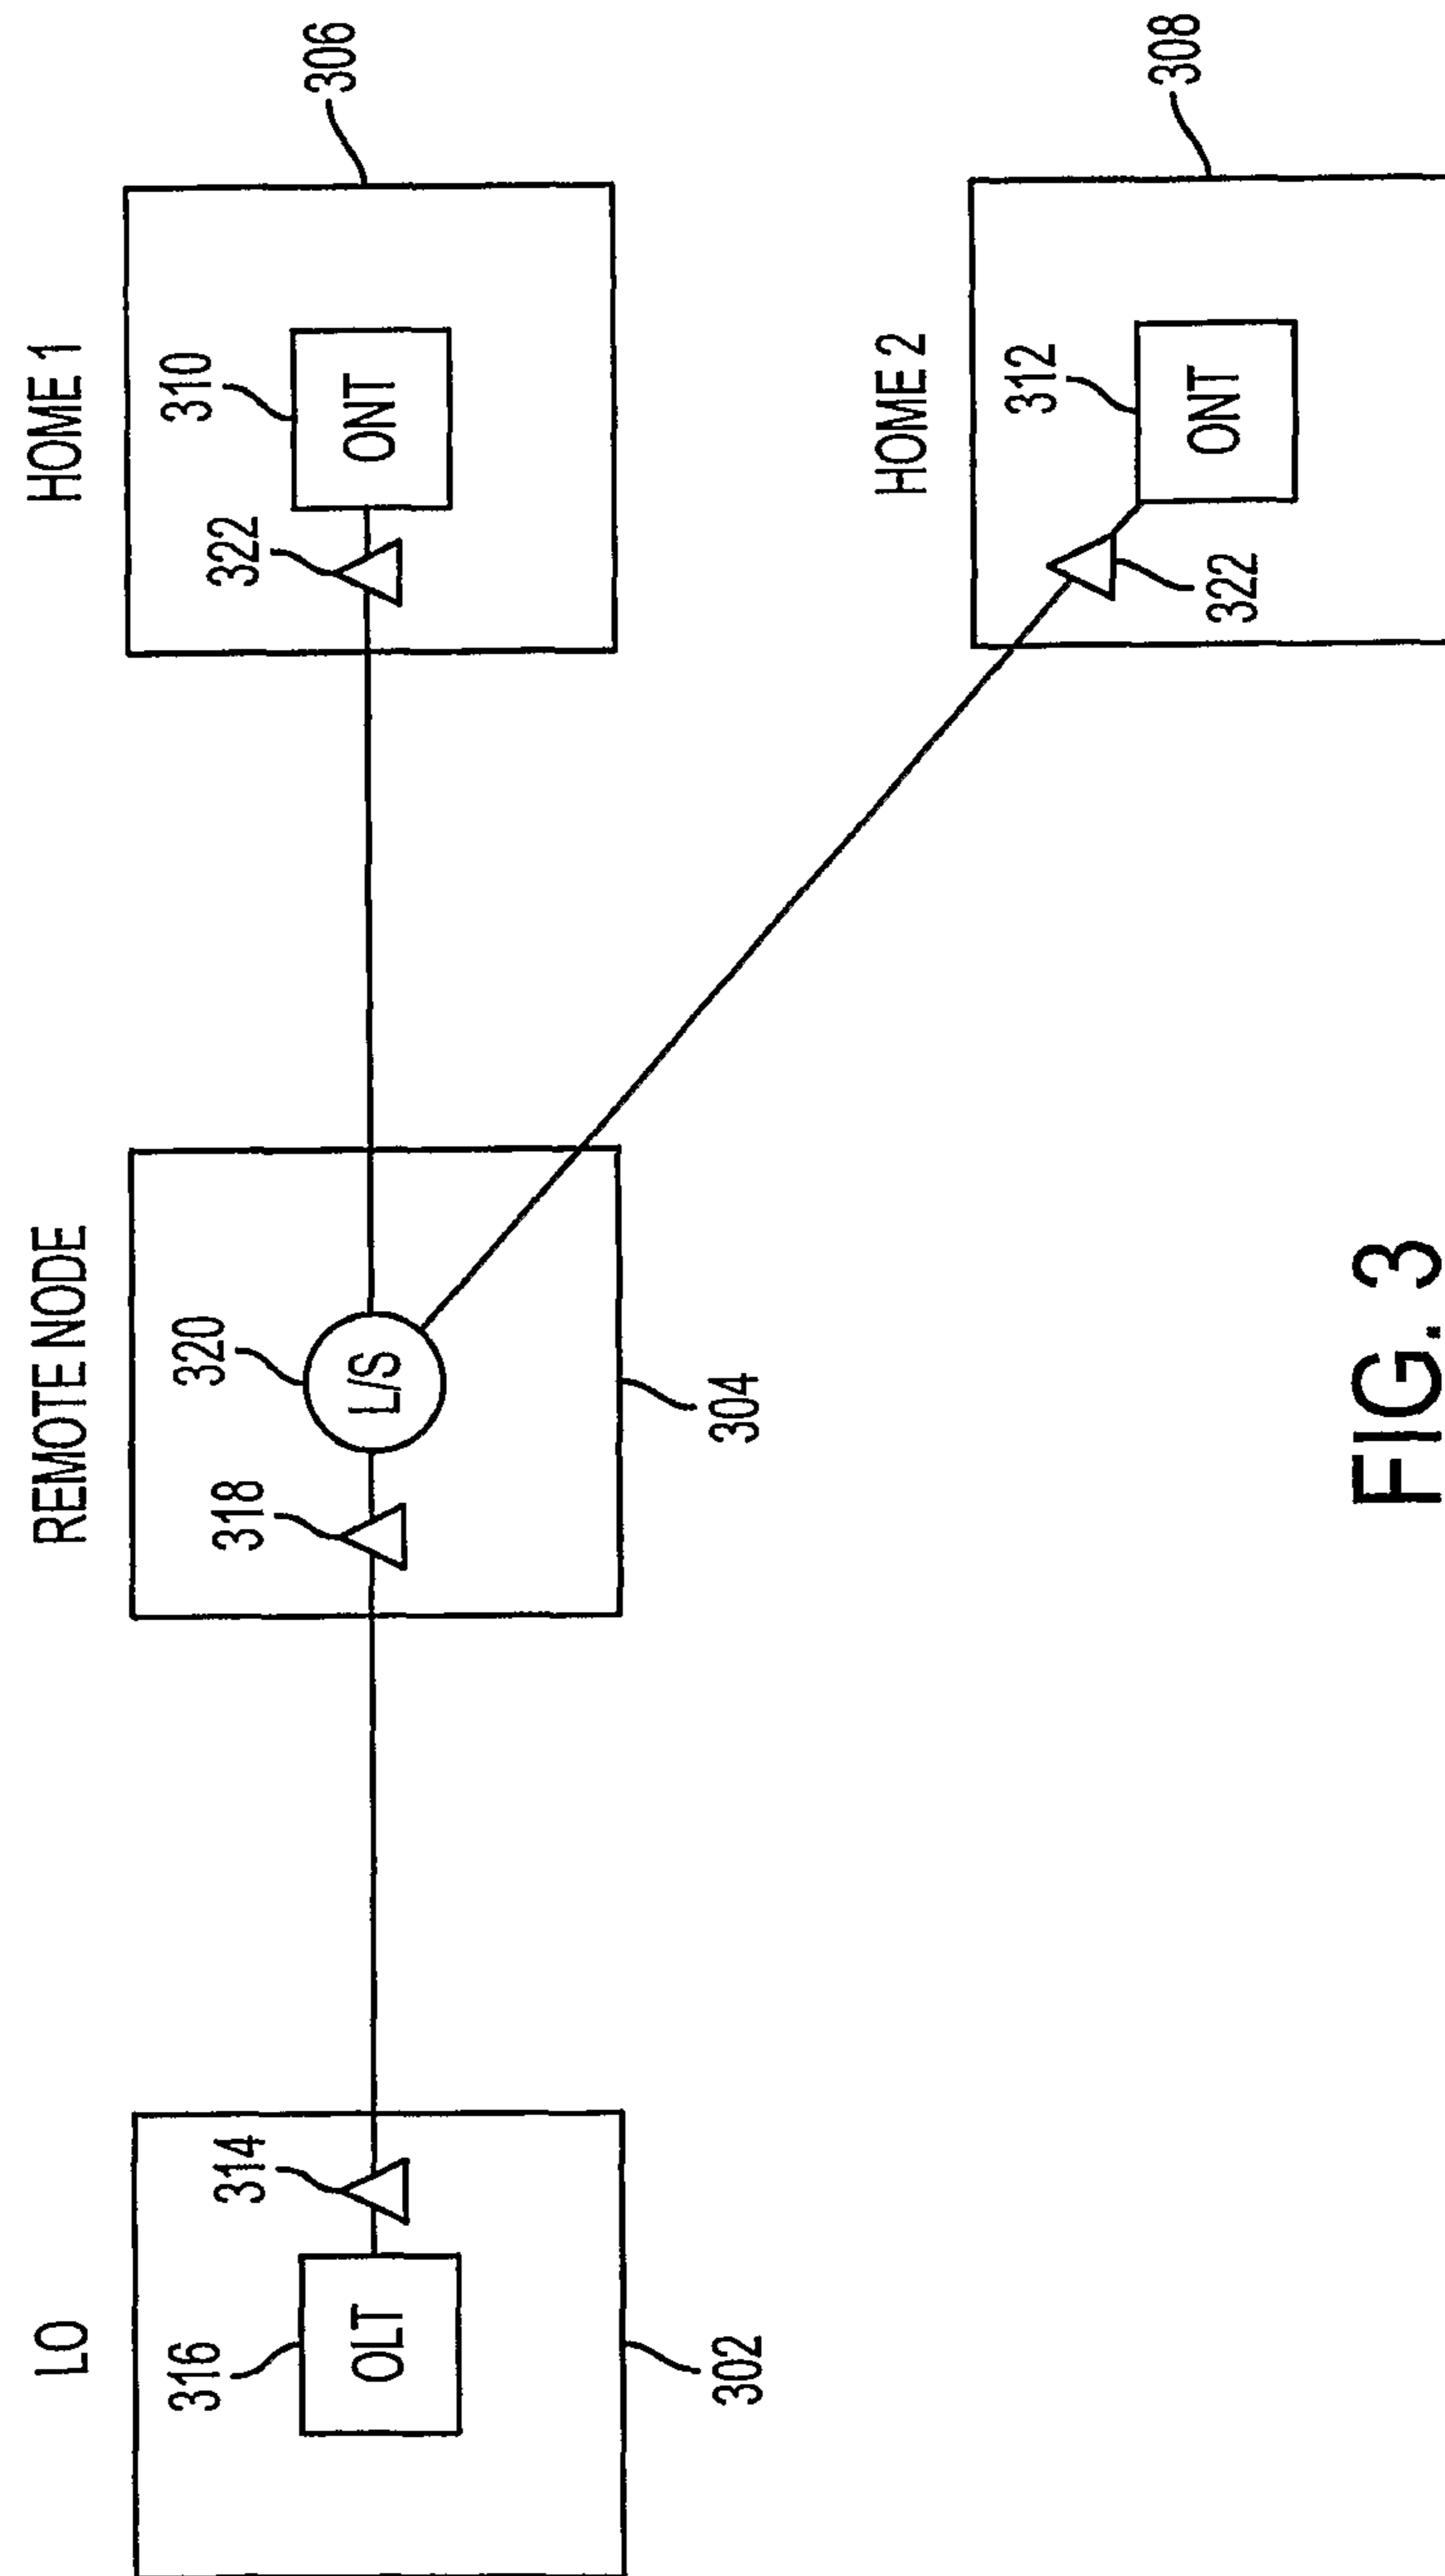 LO
REMOTE NODE
HOME 1
316
OLT
314
302
318
320
L/S
304
322
310
ONT
306
HOME 2
312
ONT
322
308
FIG. 3